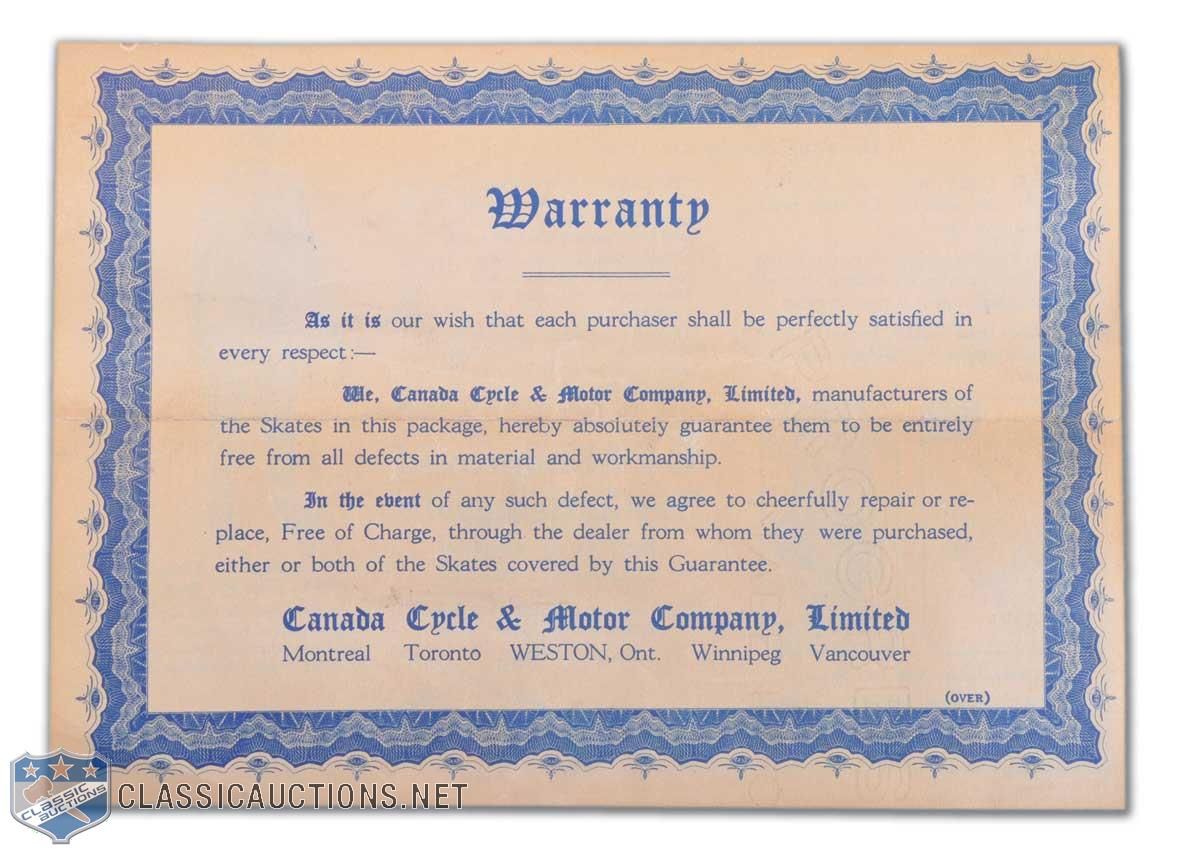 Warranty
As it is our wish that each purchaser shall be perfectly satisfied in
every respect:—
We, Canada Cycle & Motor Company, Limited, manufacturers of
the Skates in this package, hereby absolutely guarantee them to be entirely
free from all defects in material and workmanship.
In the event of any such defect, we agree to cheerfully repair or re-
place, Free of Charge, through the dealer from whom they were purchased,
either or both of the Skates covered by this Guarantee.
Canada Cycle & Motor Company, Limited
Montreal Toronto WESTON, Ont. Winnipeg Vancouver
(OVER)
CLASSIC AUCTIONS
CLASSICAUCTIONS.NET